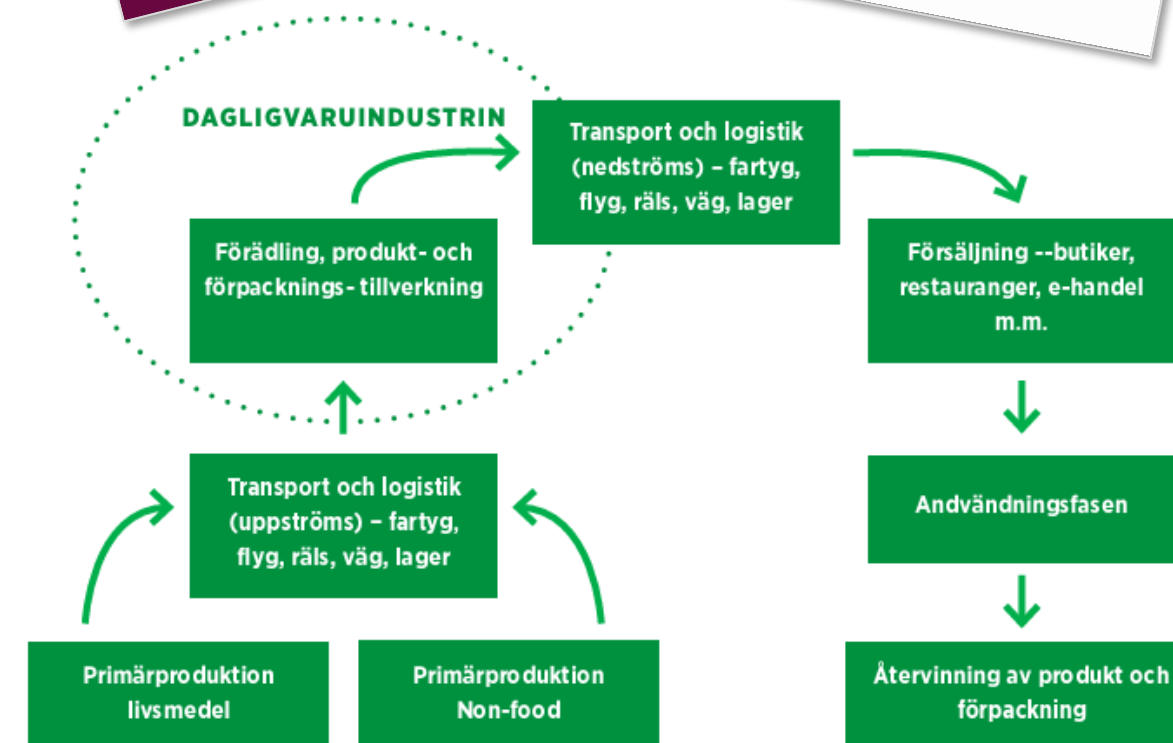 DAGLIGVARUINDUSTRIN
Transport och logistik
(nedströms) – fartyg,
flyg, räls, väg, lager
Förädling, produkt- och
förpacknings- tillverkning
Försäljning --butiker,
restauranger, e-handel
m.m.
Transport och logistik
(uppströms) – fartyg,
flyg, räls, väg, lager
Andvändningsfasen
Primärproduktion
livsmedel
Primärproduktion
Non-food
Återvinning av produkt och
förpackning